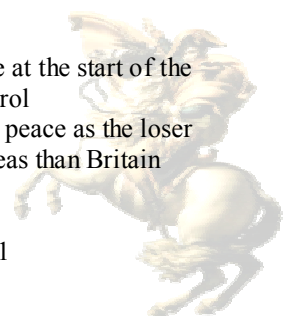 e at the start of the
rol
peace as the loser
eas than Britain
1